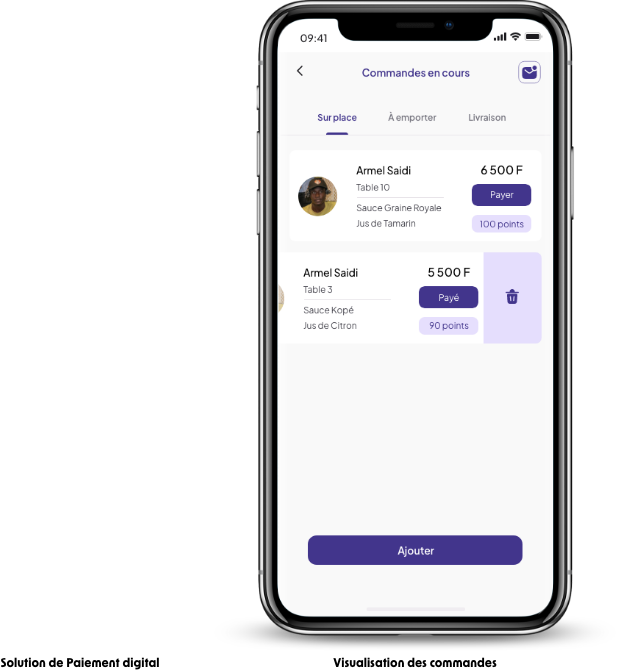 09:41
Commandes en cours
Sur place À emporter Livraison
Armel Saidi 6 500 F
Table 10 Payer
Sauce Graine Royale
Jus de Tamarin 100 points
Armel Saidi 5 500 F
Table 3 Payé
Sauce Kopé
Jus de Citron 90 points
Ajouter
Solution de Paiement digital Visualisation des commandes